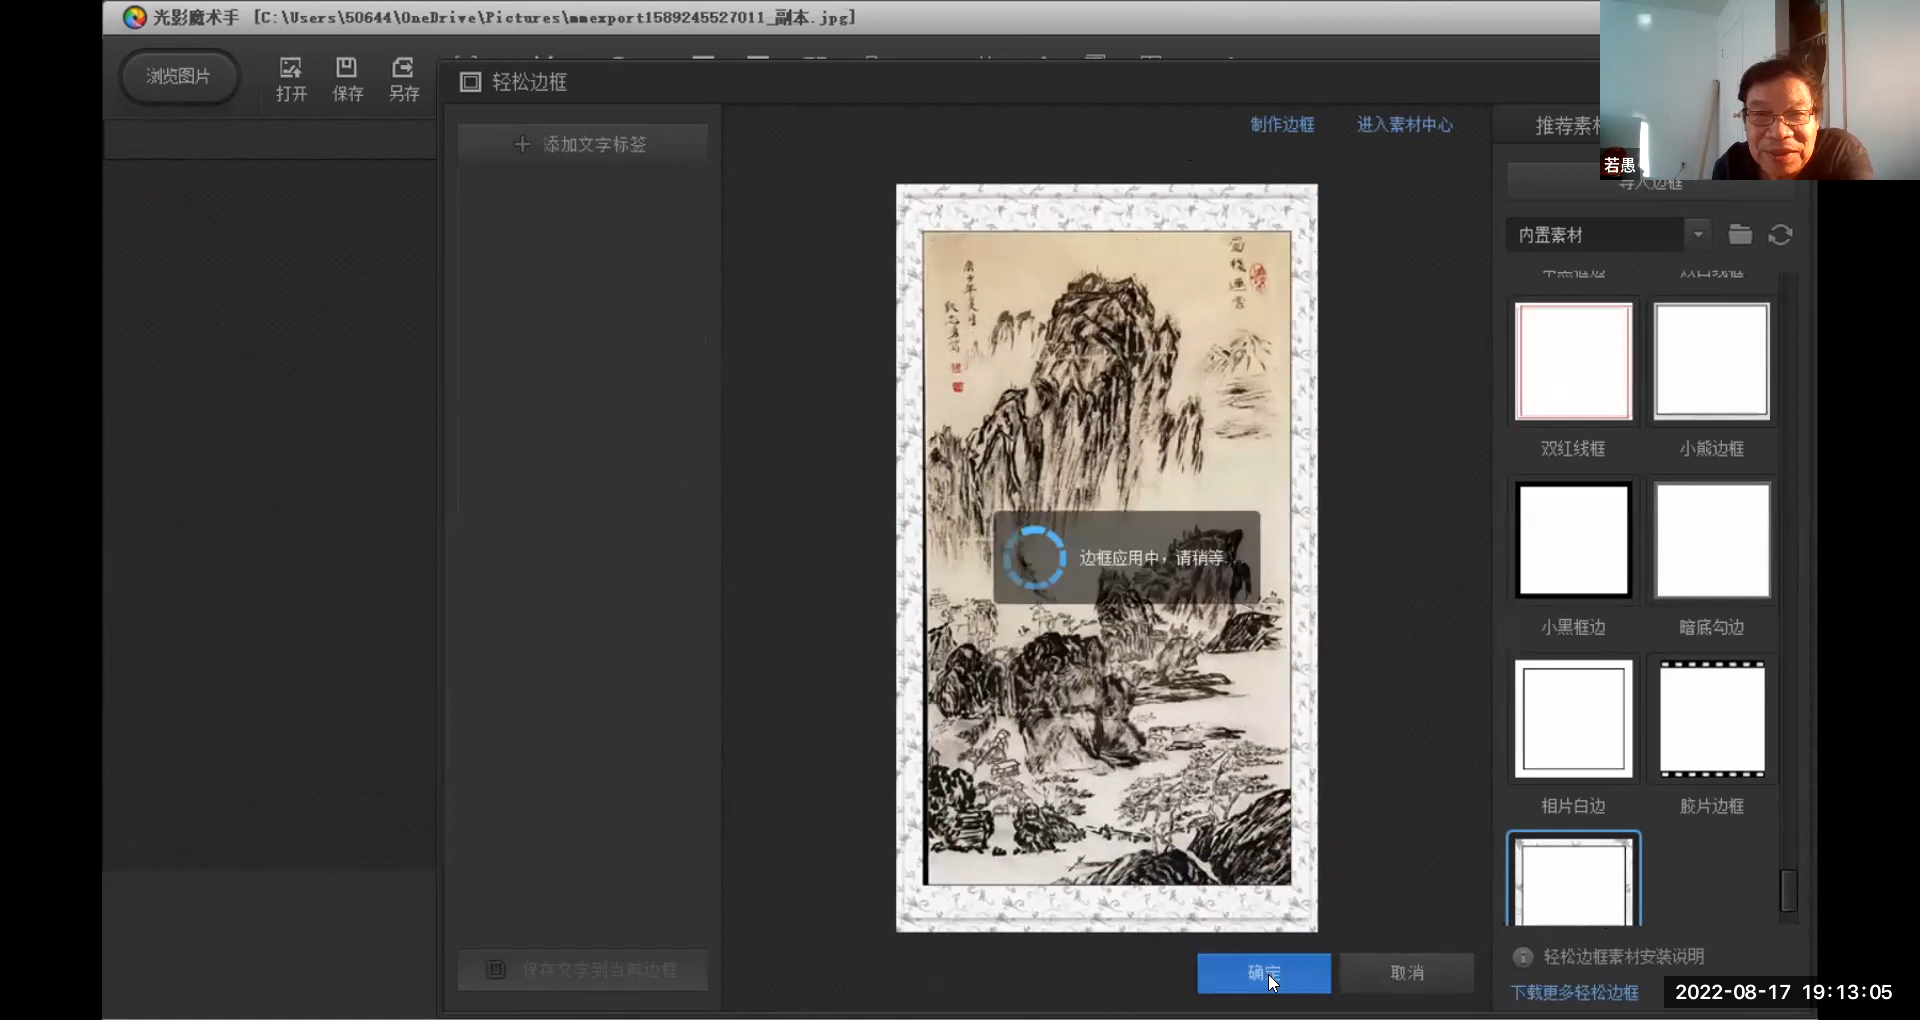 光影魔术手 [C:\Users\50644\OneDrive\Pictures\mmexport1589245527011_副本.jpg]
浏览图片
打开
保存
另存
轻松边框
添加文字标签
制作边框
进入素材中心
推荐素材
若愚
导入边框
内置素材
双红线框
小熊边框
边框应用中，请稍等...
小黑框边
暗底勾边
相片白边
胶片边框
保存文字到当前边框
确定
取消
轻松边框素材安装说明
下载更多轻松边框
2022-08-17 19:13:05